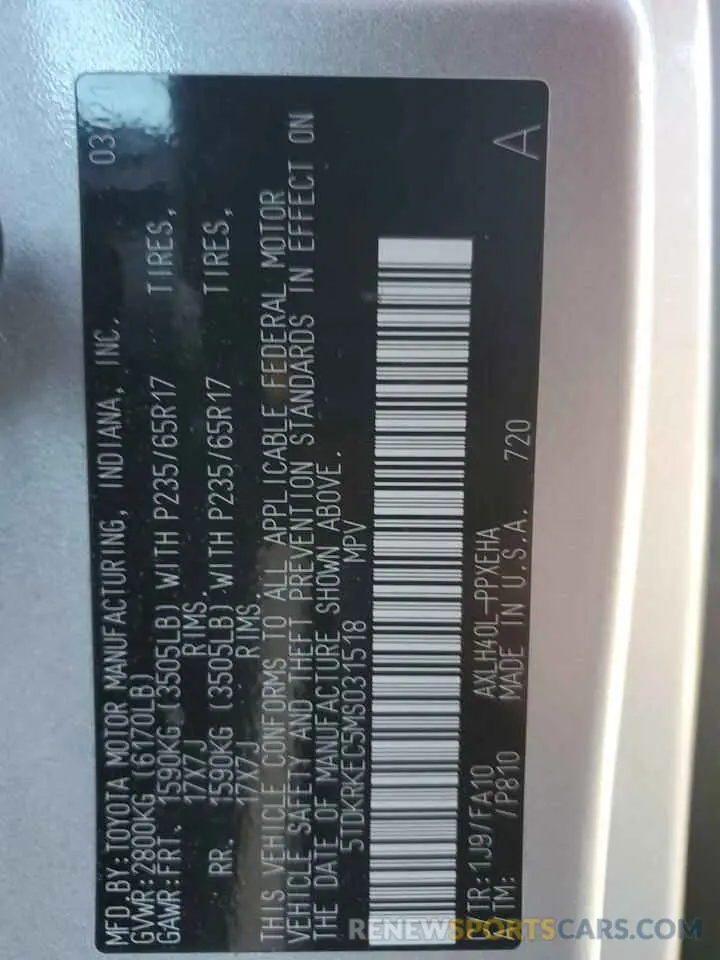 MFD.BY:TOYOTA MOTOR MANUFACTURING, INDIANA, INC. 03/
GVWR:2800KG (6170LB)
GAWR:FRT. 1590KG (3505LB) WITH P235/65R17 TIRES,
17X7J RIMS.
RR. 1590KG (3505LB) WITH P235/65R17 TIRES,
17X7J RIMS.
THIS VEHICLE CONFORMS TO ALL APPLICABLE FEDERAL MOTOR
VEHICLE SAFETY AND THEFT PREVENTION STANDARDS IN EFFECT ON
THE DATE OF MANUFACTURE SHOWN ABOVE.
5TDKRKEC5MS031518 MPV
C/TR:1J9/FA10 AXLH40L-PPXEHA
A/TM: /P810 MADE IN U.S.A. 720 A
RENEWSPORTSCARS.COM